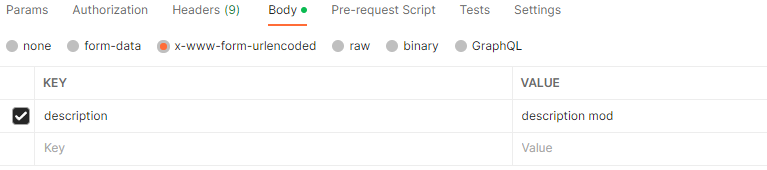 Params Authorization Headers (9) Body Pre-request Script Tests Settings
none form-data x-www-form-urlencoded raw binary GraphQL
KEY VALUE
description description mod
Key Value